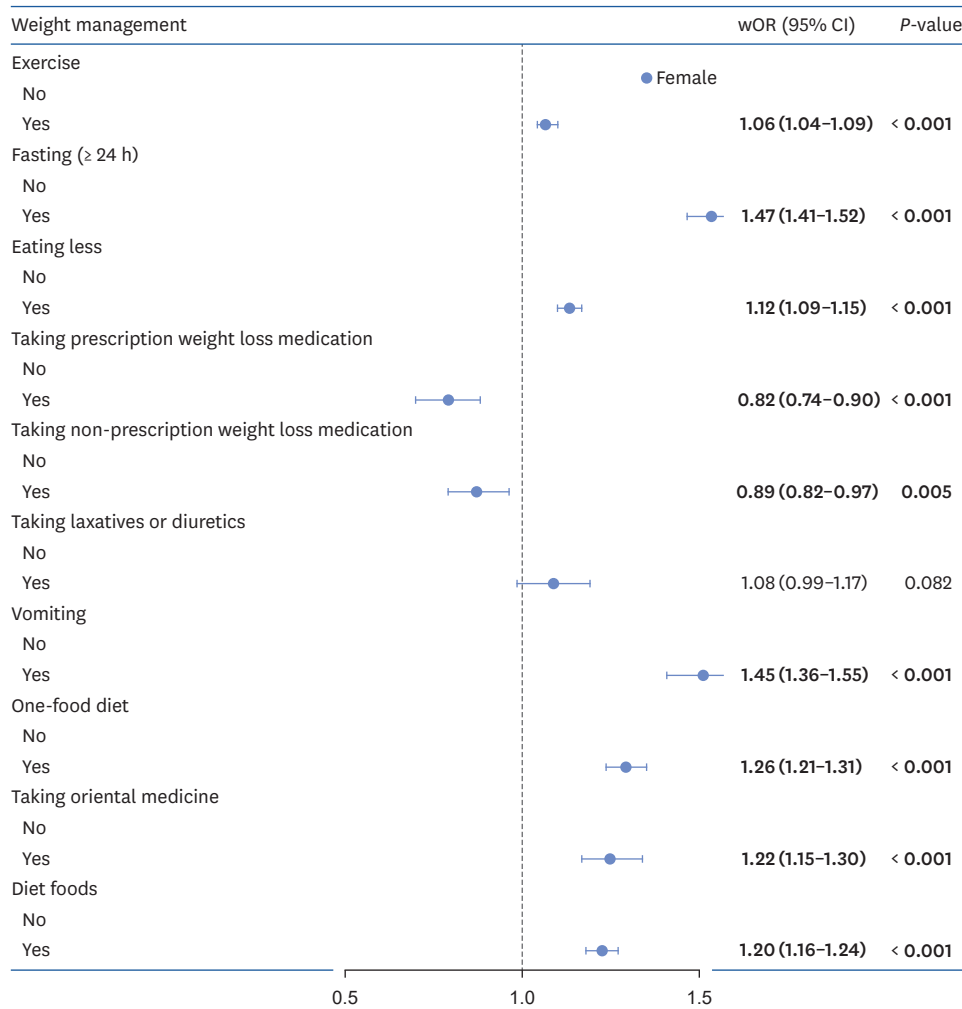 Weight management wOR (95% CI) P-value
Exercise
Female
No
Yes 1.06 (1.04–1.09) < 0.001
Fasting (≥ 24 h)
No
Yes 1.47 (1.41–1.52) < 0.001
Eating less
No
Yes 1.12 (1.09–1.15) < 0.001
Taking prescription weight loss medication
No
Yes 0.82 (0.74–0.90) < 0.001
Taking non-prescription weight loss medication
No
Yes 0.89 (0.82–0.97) 0.005
Taking laxatives or diuretics
No
Yes 1.08 (0.99–1.17) 0.082
Vomiting
No
Yes 1.45 (1.36–1.55) < 0.001
One-food diet
No
Yes 1.26 (1.21–1.31) < 0.001
Taking oriental medicine
No
Yes 1.22 (1.15–1.30) < 0.001
Diet foods
No
Yes 1.20 (1.16–1.24) < 0.001
0.5 1.0 1.5